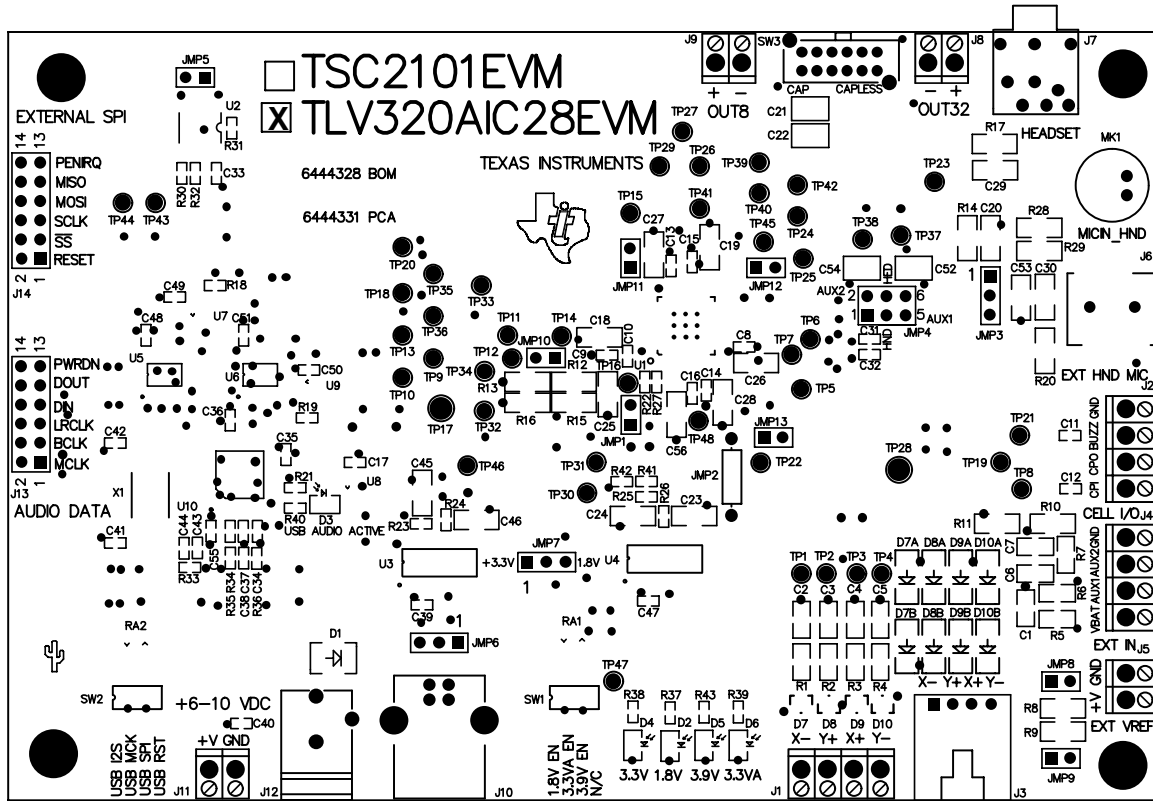 J9
SW3
J8
J7
JMP5
TSC2101EVM
X TLV320AIC28EVM
+ −
OUT8
CAP
CAPLESS
− +
OUT32
HEADSET
C21
C22
EXTERNAL SPI
U2
R31
14 13
PENIRQ
MISO
MOSI
SCLK
SS
RESET
2 1
J14
R30
R32
C33
TP44
TP43
6444328 BOM
6444331 PCA
TEXAS INSTRUMENTS
TP27
TP29
TP26
TP39
TP15
TP41
TP40
TP42
TP45
TP24
TP25
TP23
TP38
TP37
R17
C29
MK1
MICIN_HND
R14
C20
R28
R29
J6
C27
C13
C15
C19
JMP11
JMP12
C54
HED
C52
AUX2
2 6
1 5
AUX1
HND
JMP4
C31
C32
1
JMP3
C53
C30
R20
EXT HND MIC
J2
TP20
TP18
TP35
TP33
TP36
TP13
TP9
TP10
TP34
TP17
TP32
TP11
TP12
TP14
JMP10
C18
C9
C10
R12
R13
TP16
U1
C8
C26
TP7
TP6
TP5
R16
R15
C25
R22
R27
C16
C14
C28
JMP1
C56
TP48
JMP13
TP22
JMP2
C49
R18
C48
U7
C51
U5
U6
C50
U9
C36
R19
14 13
PWRDN
DOUT
DIN
LRCLK
BCLK
MCLK
2 1
J13
AUDIO DATA
C42
X1
C41
C35
C17
U8
R21
R40
D3
USB AUDIO ACTIVE
U10
C44
C43
C55
R33
R35
R34
C38
C37
R36
C34
TP46
C45
R23
R24
C46
TP31
TP30
R42
R41
R25
R26
C24
C23
TP28
TP21
TP19
TP8
C11
C12
GND
BUZZ
CPO
CPI
CELL I/O
J4
R11
R10
C7
R7
C6
R6
C1
R5
GND
AUX2
AUX1
VBAT
EXT IN
J5
U3
+3.3V
JMP7
1.8V
1
U4
C39
C47
RA1
RA2
1
JMP6
TP1
TP2
TP3
TP4
C2
C3
C4
C5
D7A
D8A
D9A
D10A
D7B
D8B
D9B
D10B
X−
Y+
X+
Y−
R1
R2
R3
R4
D7
D8
D9
D10
X−
Y+
X+
Y−
J1
J3
JMP8
GND
+V
R8
R9
EXT VREF
JMP9
D1
SW2
+6−10 VDC
C40
+V GND
USB I2S
USB MCK
USB SPI
USB RST
J11
J12
J10
SW1
TP47
1.8V EN
3.3VA EN
3.9V EN
N/C
R38
R37
R43
R39
D4
D2
D5
D6
3.3V
1.8V
3.9V
3.3VA